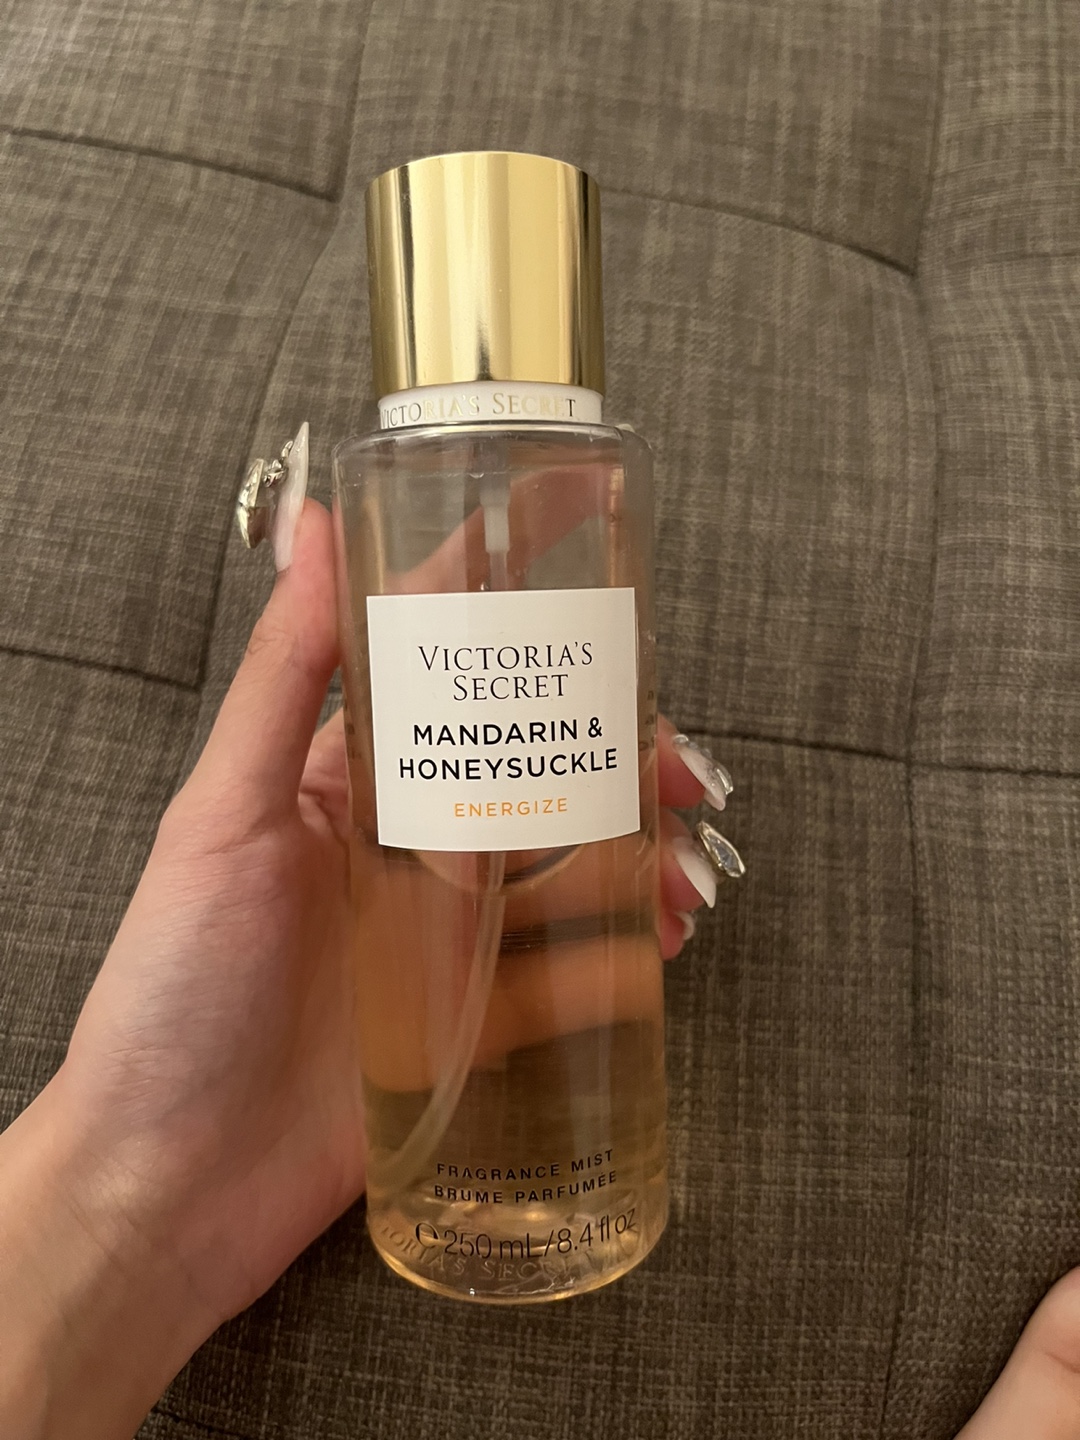 VICTORIA'S SECRET
VICTORIA'S
SECRET
MANDARIN &
HONEYSUCKLE
ENERGIZE
FRAGRANCE MIST
BRUME PARFUMÉE
℮ 250 mL/8.4 fl oz